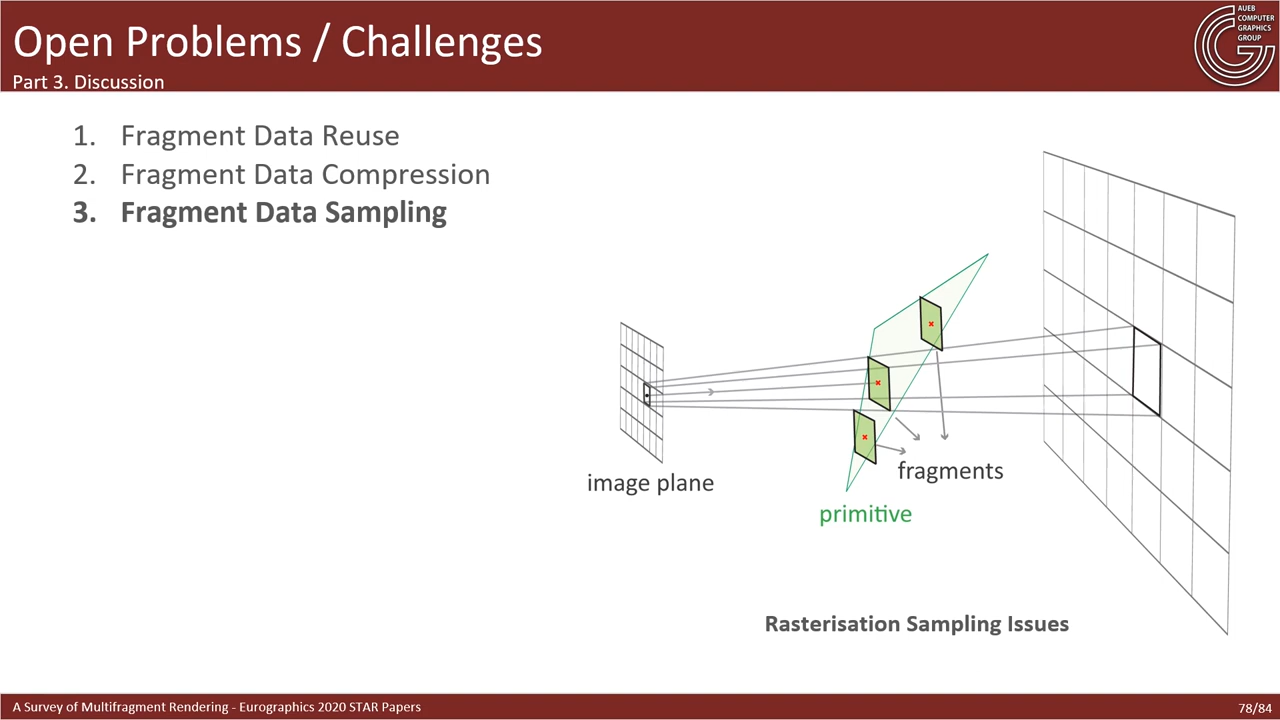 Open Problems / Challenges
Part 3. Discussion
AUEB
COMPUTER
GRAPHICS
GROUP
1. Fragment Data Reuse
2. Fragment Data Compression
3. Fragment Data Sampling
image plane
fragments
primitive
Rasterisation Sampling Issues
A Survey of Multifragment Rendering - Eurographics 2020 STAR Papers
78/84